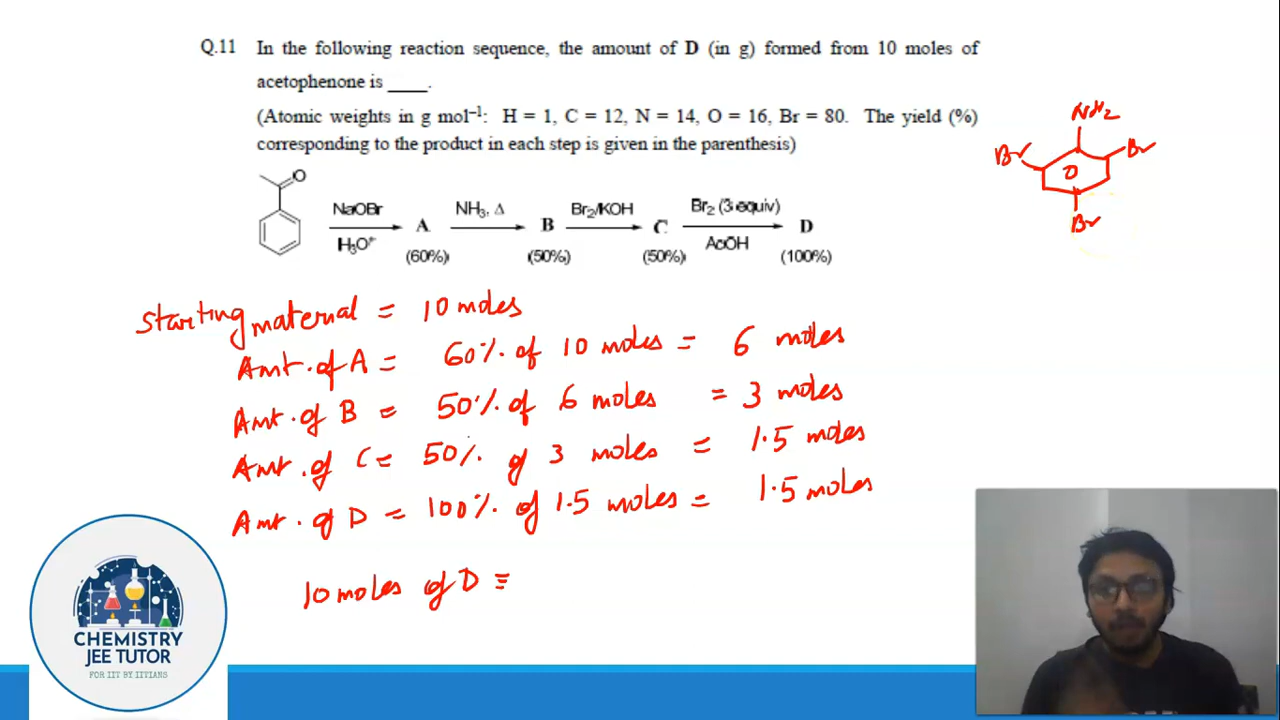 Q.11 In the following reaction sequence, the amount of D (in g) formed from 10 moles of
acetophenone is ____.
(Atomic weights in g mol⁻¹: H = 1, C = 12, N = 14, O = 16, Br = 80. The yield (%)
corresponding to the product in each step is given in the parenthesis)
NH2
Br Br
Br
O
NaOBr NH3, Δ Br2/KOH Br2 (3 equiv)
A B C D
H3O⁺ AcOH
(60%) (50%) (50%) (100%)
Starting material = 10 moles
Amt. of A = 60% of 10 moles = 6 moles
Amt. of B = 50% of 6 moles = 3 moles
Amt. of C = 50% of 3 moles = 1.5 moles
Amt. of D = 100% of 1.5 moles = 1.5 moles
10 moles of D ≡
CHEMISTRY
JEE TUTOR
FOR IIT BY IITIANS